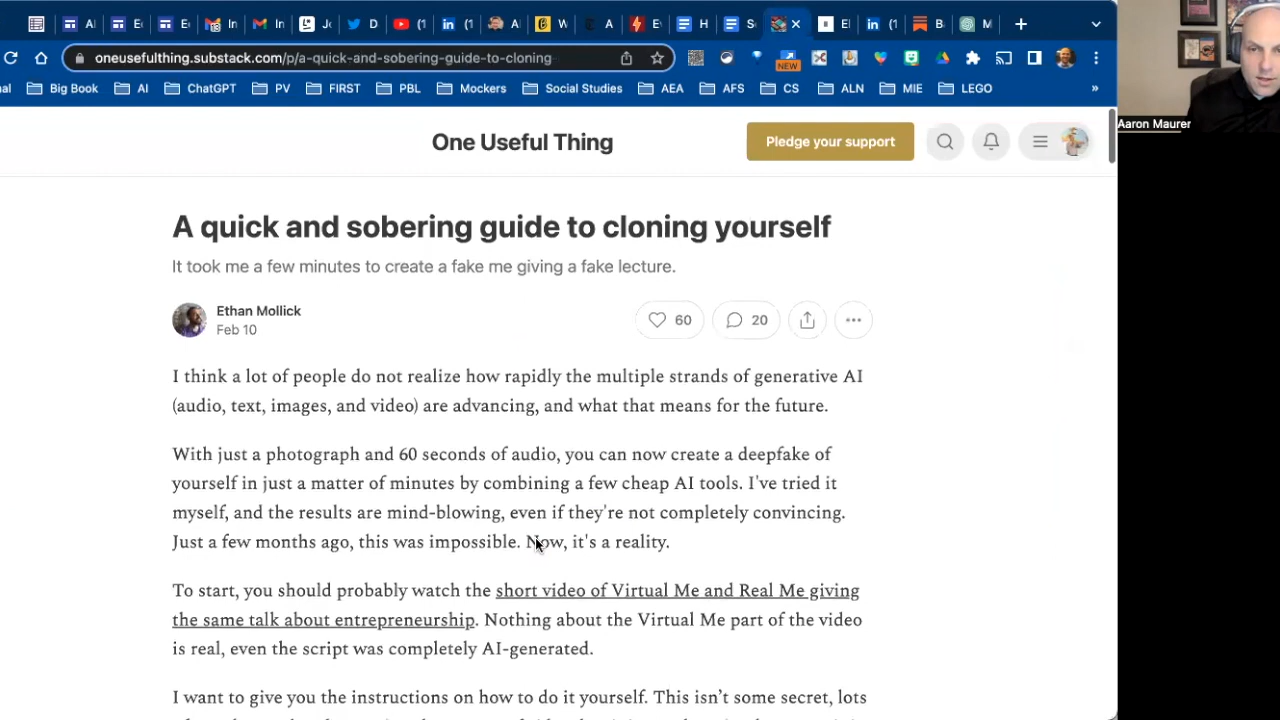 oneusefulthing.substack.com/p/a-quick-and-sobering-guide-to-cloning
NEW
Big Book AI ChatGPT PV FIRST PBL Mockers Social Studies AEA AFS CS ALN MIE LEGO »
Aaron Maurer
One Useful Thing
Pledge your support
A quick and sobering guide to cloning yourself
It took me a few minutes to create a fake me giving a fake lecture.
Ethan Mollick
Feb 10
60
20
I think a lot of people do not realize how rapidly the multiple strands of generative AI
(audio, text, images, and video) are advancing, and what that means for the future.
With just a photograph and 60 seconds of audio, you can now create a deepfake of
yourself in just a matter of minutes by combining a few cheap AI tools. I've tried it
myself, and the results are mind-blowing, even if they're not completely convincing.
Just a few months ago, this was impossible. Now, it's a reality.
To start, you should probably watch the short video of Virtual Me and Real Me giving
the same talk about entrepreneurship. Nothing about the Virtual Me part of the video
is real, even the script was completely AI-generated.
I want to give you the instructions on how to do it yourself. This isn't some secret, lots